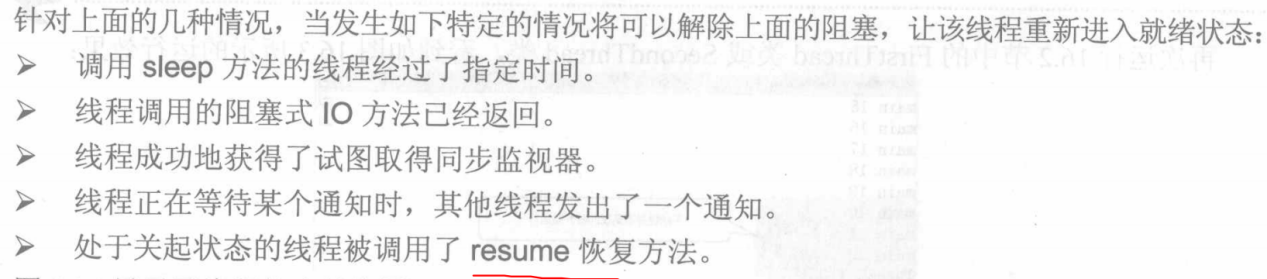 针对上面的几种情况，当发生如下特定的情况将可以解除上面的阻塞，让该线程重新进入就绪状态：
➢ 调用 sleep 方法的线程经过了指定时间。
➢ 线程调用的阻塞式 IO 方法已经返回。
➢ 线程成功地获得了试图取得同步监视器。
➢ 线程正在等待某个通知时，其他线程发出了一个通知。
➢ 处于关起状态的线程被调用了 resume 恢复方法。